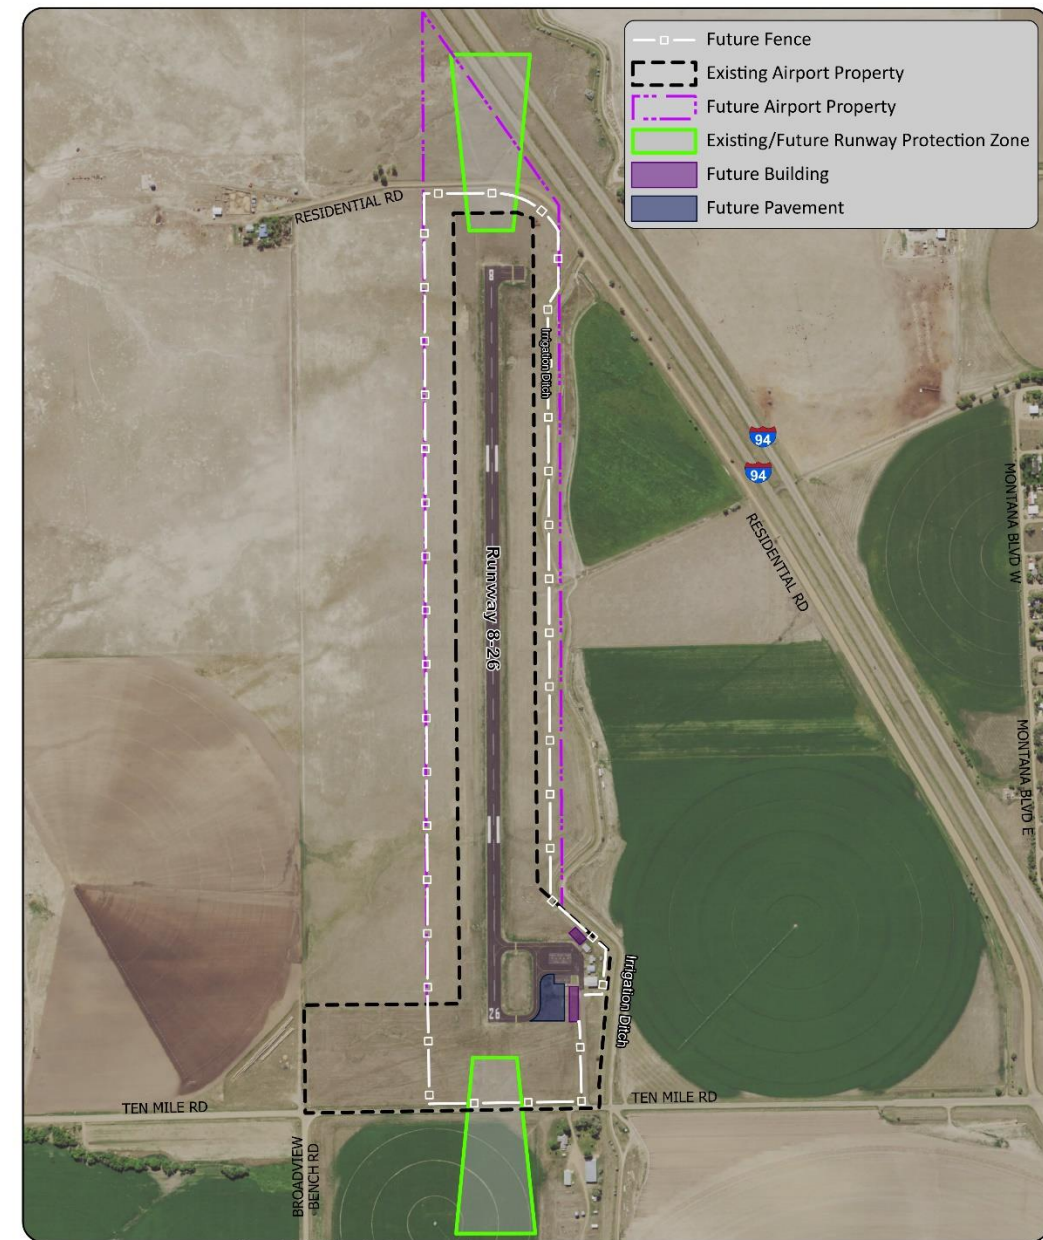 Future Fence
Existing Airport Property
Future Airport Property
Existing/Future Runway Protection Zone
Future Building
Future Pavement
RESIDENTIAL RD
8
Irrigation Ditch
94
94
RESIDENTIAL RD
MONTANA BLVD W
Runway 8-26
MONTANA BLVD E
Irrigation Ditch
26
TEN MILE RD
TEN MILE RD
BROADVIEW
BENCH RD